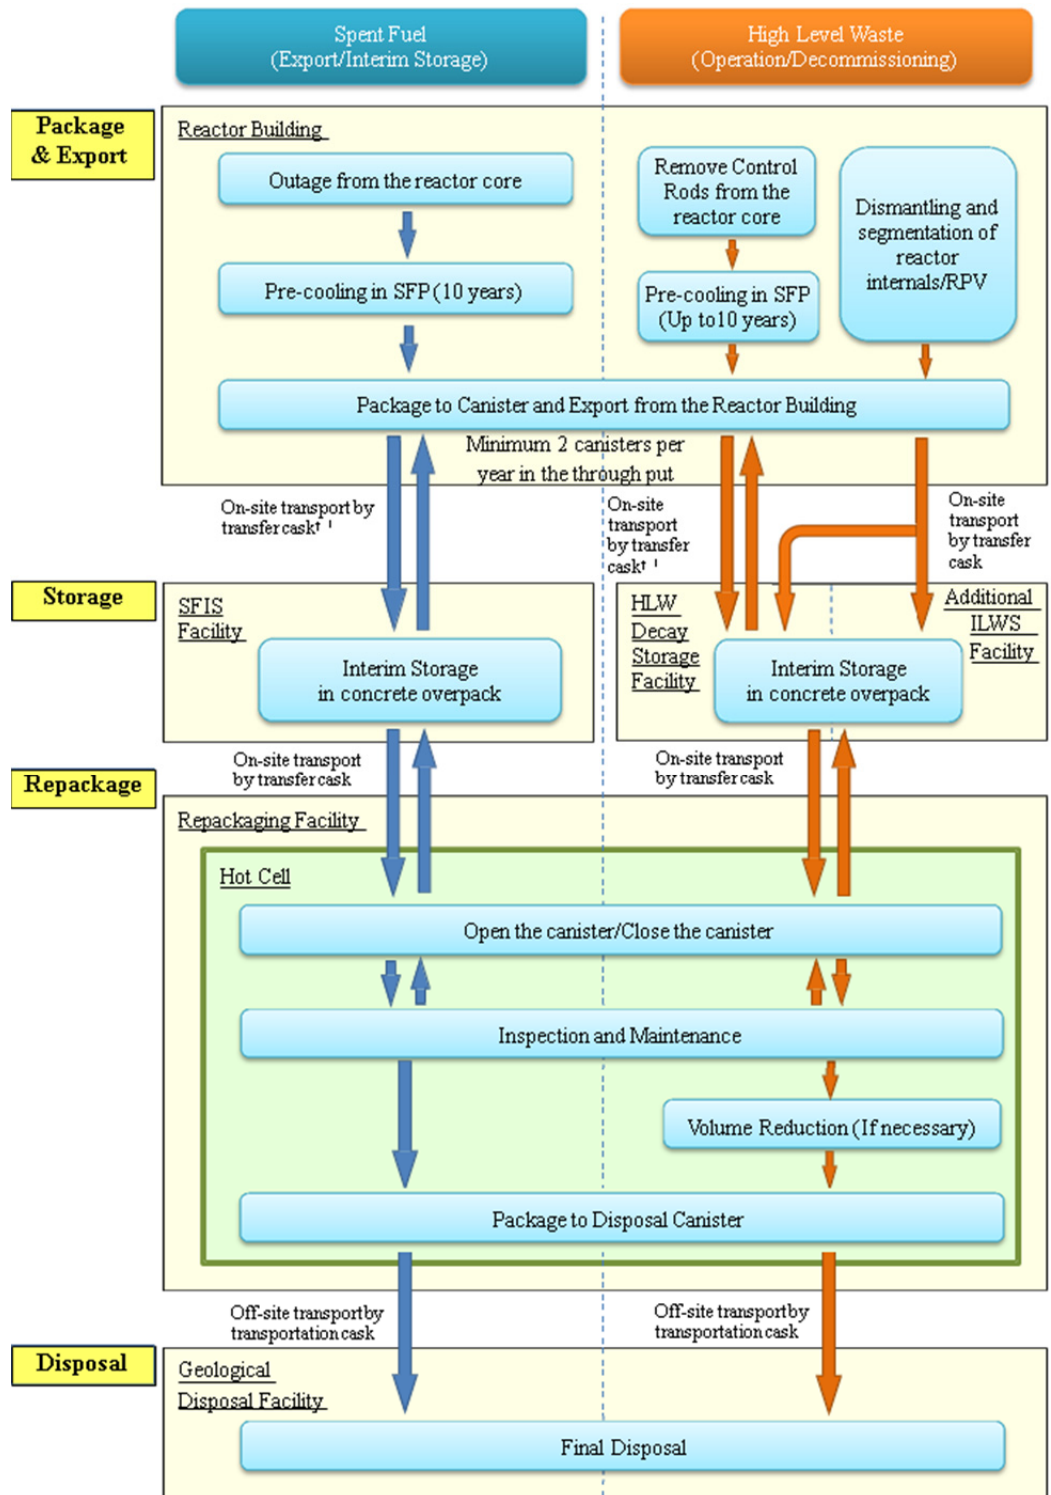 Spent Fuel
(Export/Interim Storage)
High Level Waste
(Operation/Decommissioning)
Package
& Export
Reactor Building
Outage from the reactor core
Pre-cooling in SFP (10 years)
Remove Control
Rods from the
reactor core
Pre-cooling in SFP
(Up to10 years)
Dismantling and
segmentation of
reactor
internals/RPV
Package to Canister and Export from the Reactor Building
Minimum 2 canisters per
year in the through put
On-site transport by
transfer cask† ¹
On-site
transport
by transfer
cask† ¹
On-site
transport
by transfer
cask
Storage
SFIS
Facility
Interim Storage
in concrete overpack
HLW
Decay
Storage
Facility
Additional
ILWS
Facility
Interim Storage
in concrete overpack
On-site transport
by transfer cask
On-site transport
by transfer cask
Repackage
Repackaging Facility
Hot Cell
Open the canister/Close the canister
Inspection and Maintenance
Volume Reduction (If necessary)
Package to Disposal Canister
Off-site transport by
transportation cask
Off-site transport by
transportation cask
Disposal
Geological
Disposal Facility
Final Disposal